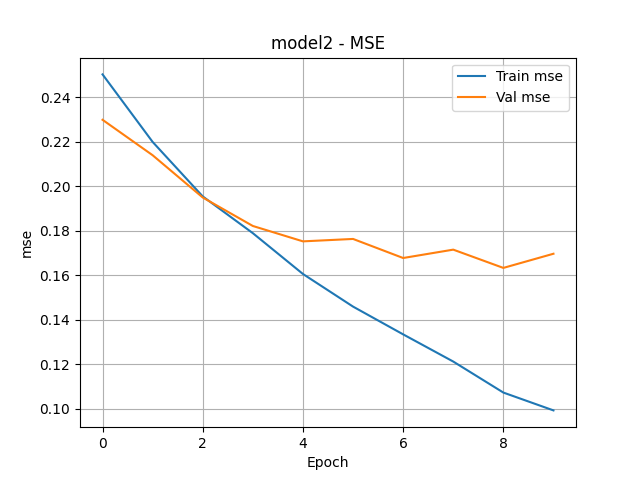 model2 - MSE
Train mse
Val mse
mse
0.24
0.22
0.20
0.18
0.16
0.14
0.12
0.10
0 2 4 6 8
Epoch